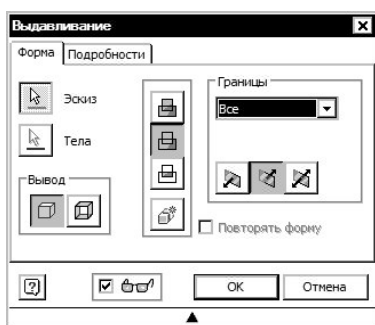 Выдавливание
Форма Подробности
Эскиз
Тела
Вывод
Границы
Все
Повторять форму
OK Отмена